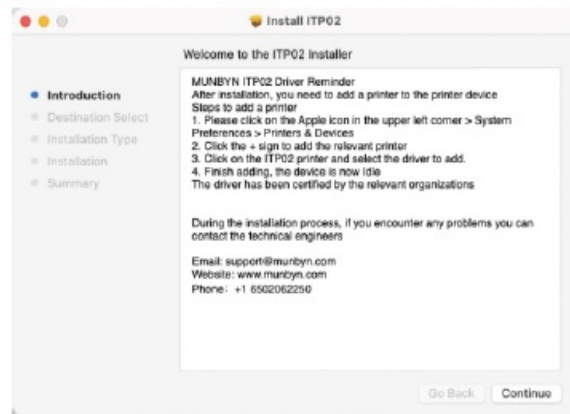 Install ITP02
Welcome to the ITP02 Installer
Introduction
Destination Select
Installation Type
Installation
Summary
MUNBYN ITP02 Driver Reminder
After installation, you need to add a printer to the printer device
Steps to add a printer
1. Please click on the Apple icon in the upper left corner > System
Preferences > Printers & Devices
2. Click the + sign to add the relevant printer
3. Click on the ITP02 printer and select the driver to add.
4. Finish adding, the device is now Idle
The driver has been certified by the relevant organizations
During the installation process, if you encounter any problems you can
contact the technical engineers
Email: support@munbyn.com
Website: www.munbyn.com
Phone: +1 6502062250
Go Back
Continue